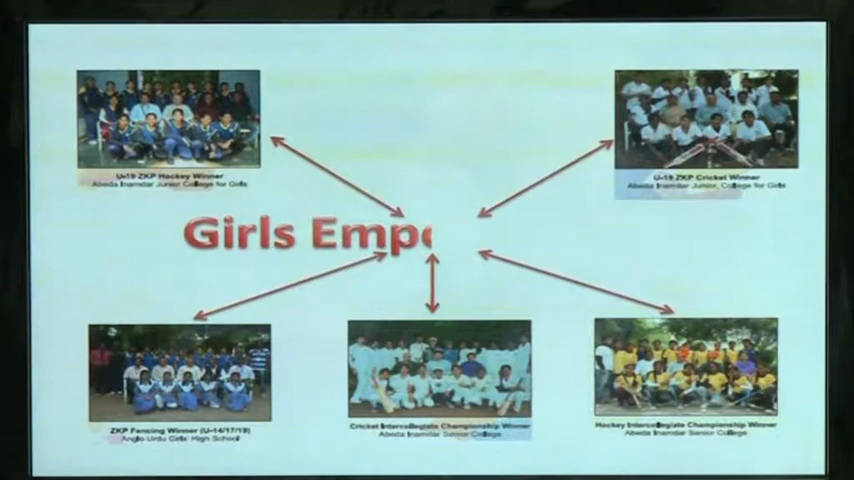 U-19 ZKP Hockey Winner
Abeda Inamdar Junior College for Girls
U-19 ZKP Cricket Winner
Abeda Inamdar Junior, College for Girls
Girls Emp
ZKP Fencing Winner (U-14/17/19)
Anglo Urdu Girls' High School
Cricket Intercollegiate Championship Winner
Abeda Inamdar Senior College
Hockey Intercollegiate Championship Winner
Abeda Inamdar Senior College